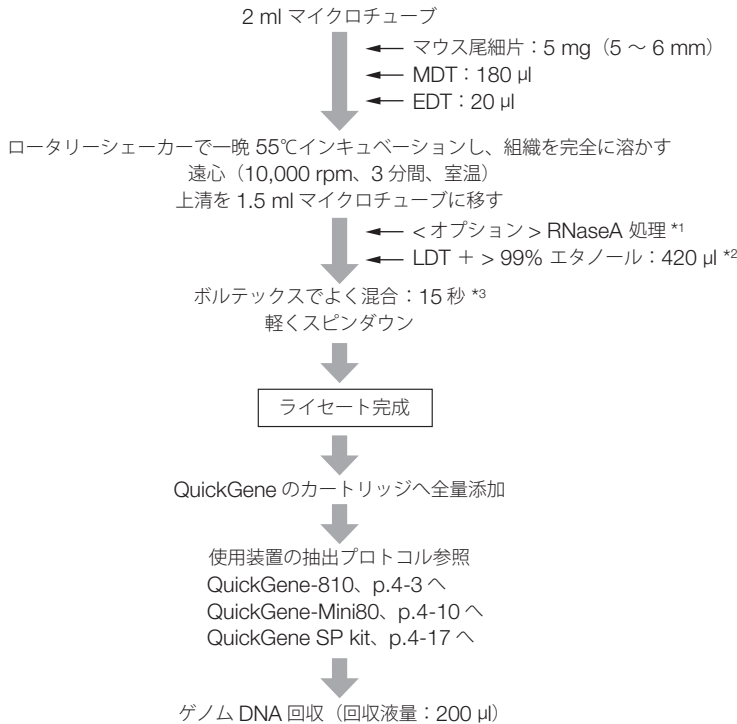 2 ml マイクロチューブ
マウス尾細片：5 mg（5 ～ 6 mm）
MDT：180 µl
EDT：20 µl
ロータリーシェーカーで一晩 55℃インキュベーションし、組織を完全に溶かす
遠心（10,000 rpm、3 分間、室温）
上清を 1.5 ml マイクロチューブに移す
< オプション > RNaseA 処理 *1
LDT ＋ > 99% エタノール：420 µl *2
ボルテックスでよく混合：15 秒 *3
軽くスピンダウン
ライセート完成
QuickGene のカートリッジへ全量添加
使用装置の抽出プロトコル参照
QuickGene-810、p.4-3 へ
QuickGene-Mini80、p.4-10 へ
QuickGene SP kit、p.4-17 へ
ゲノム DNA 回収（回収液量：200 µl）